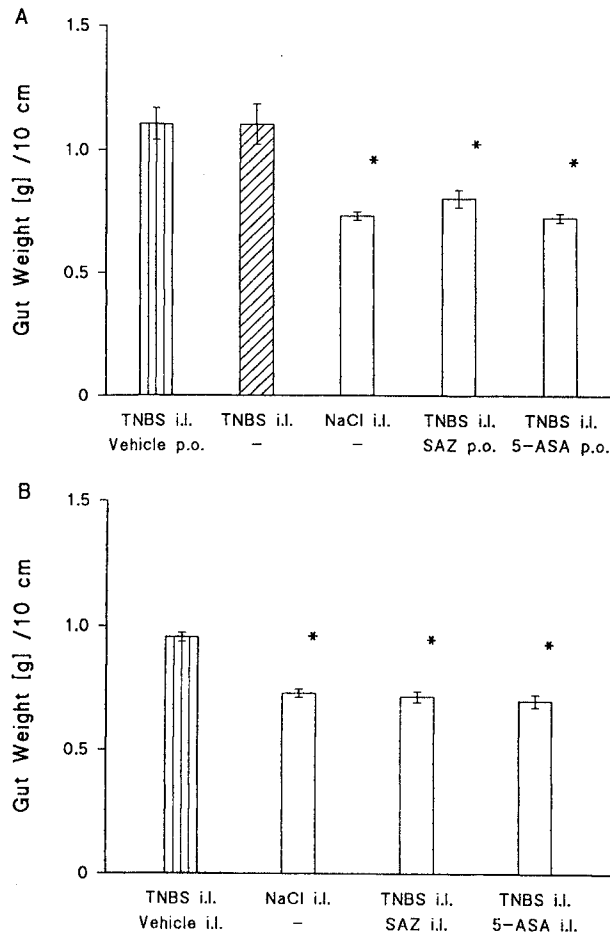 A
Gut Weight [g] /10 cm
1.5
1.0
0.5
0
*
*
*
TNBS i.l. TNBS i.l. NaCl i.l. TNBS i.l. TNBS i.l.
Vehicle p.o. – – SAZ p.o. 5-ASA p.o.
B
Gut Weight [g] /10 cm
1.5
1.0
0.5
0
*
*
*
TNBS i.l. NaCl i.l. TNBS i.l. TNBS i.l.
Vehicle i.l. – SAZ i.l. 5-ASA i.l.